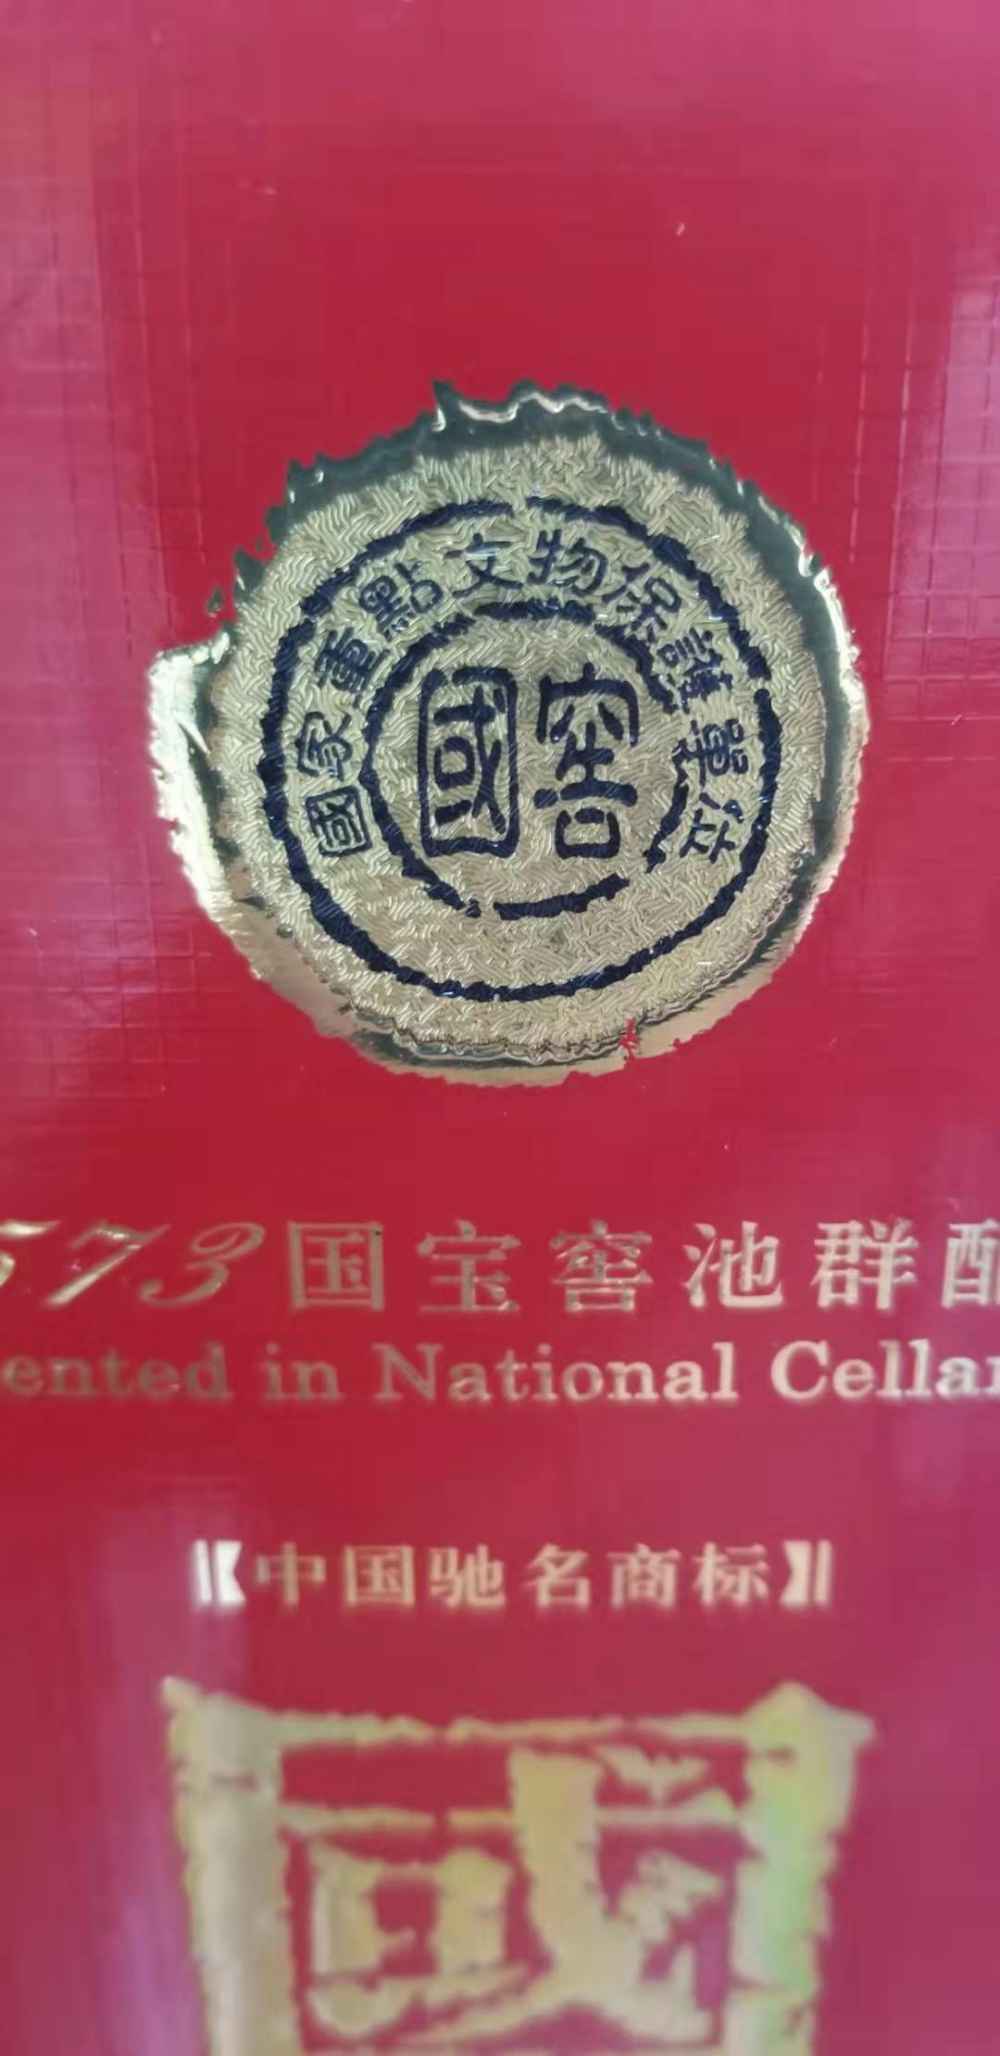 國家重點文物保護單位
國窖
573国宝窖池群酿
ented in National Cellar
【中国驰名商标】
國